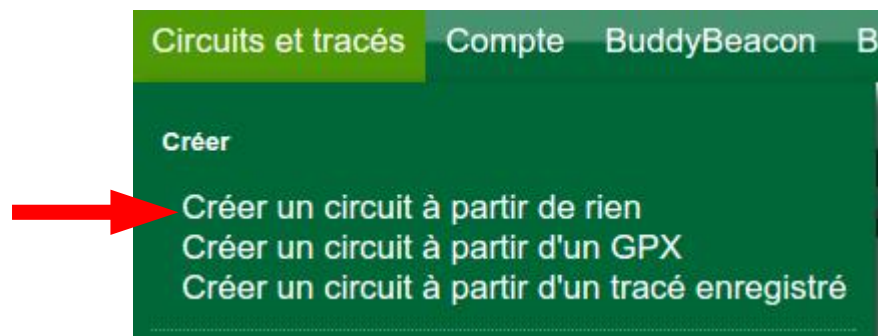 Circuits et tracés Compte BuddyBeacon B
Créer
Créer un circuit à partir de rien
Créer un circuit à partir d'un GPX
Créer un circuit à partir d'un tracé enregistré